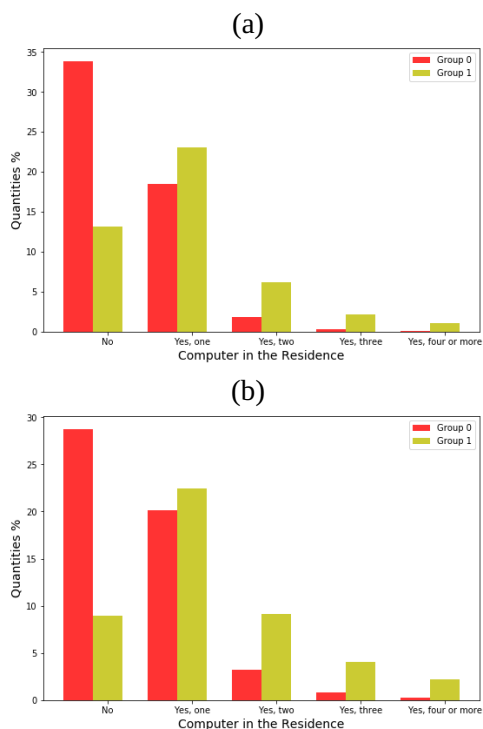 (a)
35
30
25
20
15
10
5
0
Quantities %
Group 0
Group 1
No Yes, one Yes, two Yes, three Yes, four or more
Computer in the Residence
(b)
30
25
20
15
10
5
0
Quantities %
Group 0
Group 1
No Yes, one Yes, two Yes, three Yes, four or more
Computer in the Residence